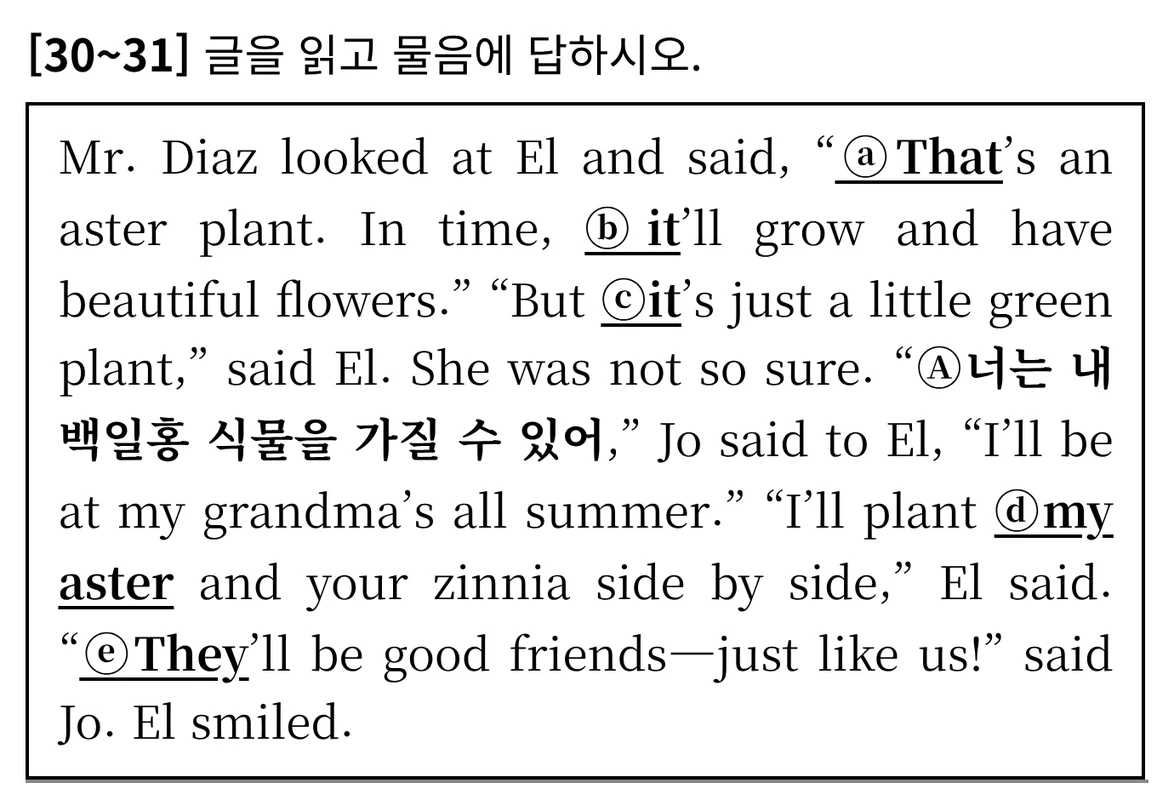 [30~31] 글을 읽고 물음에 답하시오.
Mr. Diaz looked at El and said, “ⓐThat’s an
aster plant. In time, ⓑ it’ll grow and have
beautiful flowers.” “But ⓒit’s just a little green
plant,” said El. She was not so sure. “Ⓐ너는 내
백일홍 식물을 가질 수 있어,” Jo said to El, “I’ll be
at my grandma’s all summer.” “I’ll plant ⓓmy
aster and your zinnia side by side,” El said.
“ⓔThey’ll be good friends—just like us!” said
Jo. El smiled.